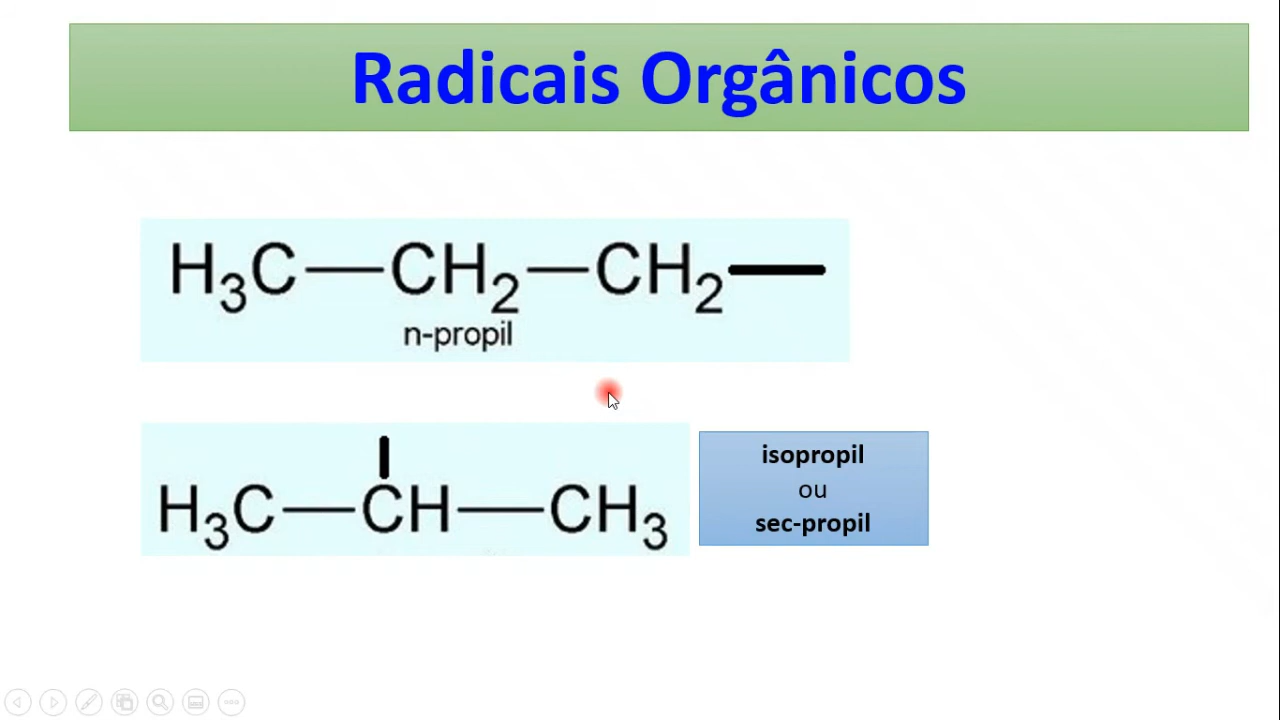 Radicais Orgânicos
H₃C—CH₂—CH₂—
n-propil
H₃C—CH—CH₃
isopropil
ou
sec-propil